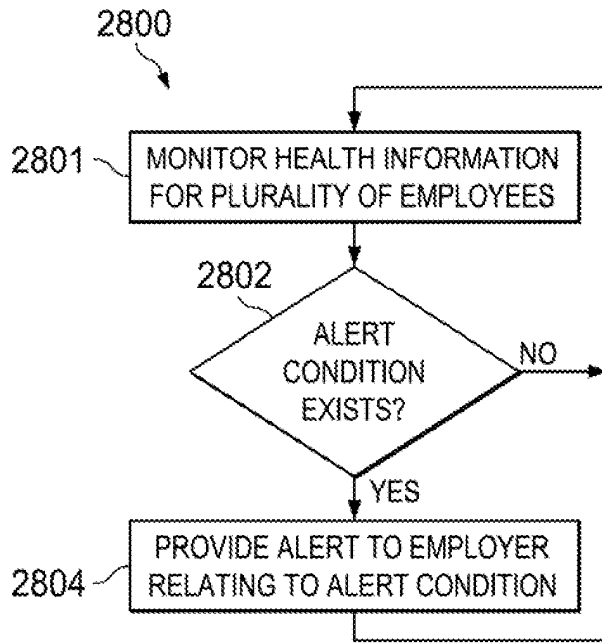 2800
2801
MONITOR HEALTH INFORMATION
FOR PLURALITY OF EMPLOYEES
2802
ALERT
CONDITION
EXISTS?
NO
YES
2804
PROVIDE ALERT TO EMPLOYER
RELATING TO ALERT CONDITION